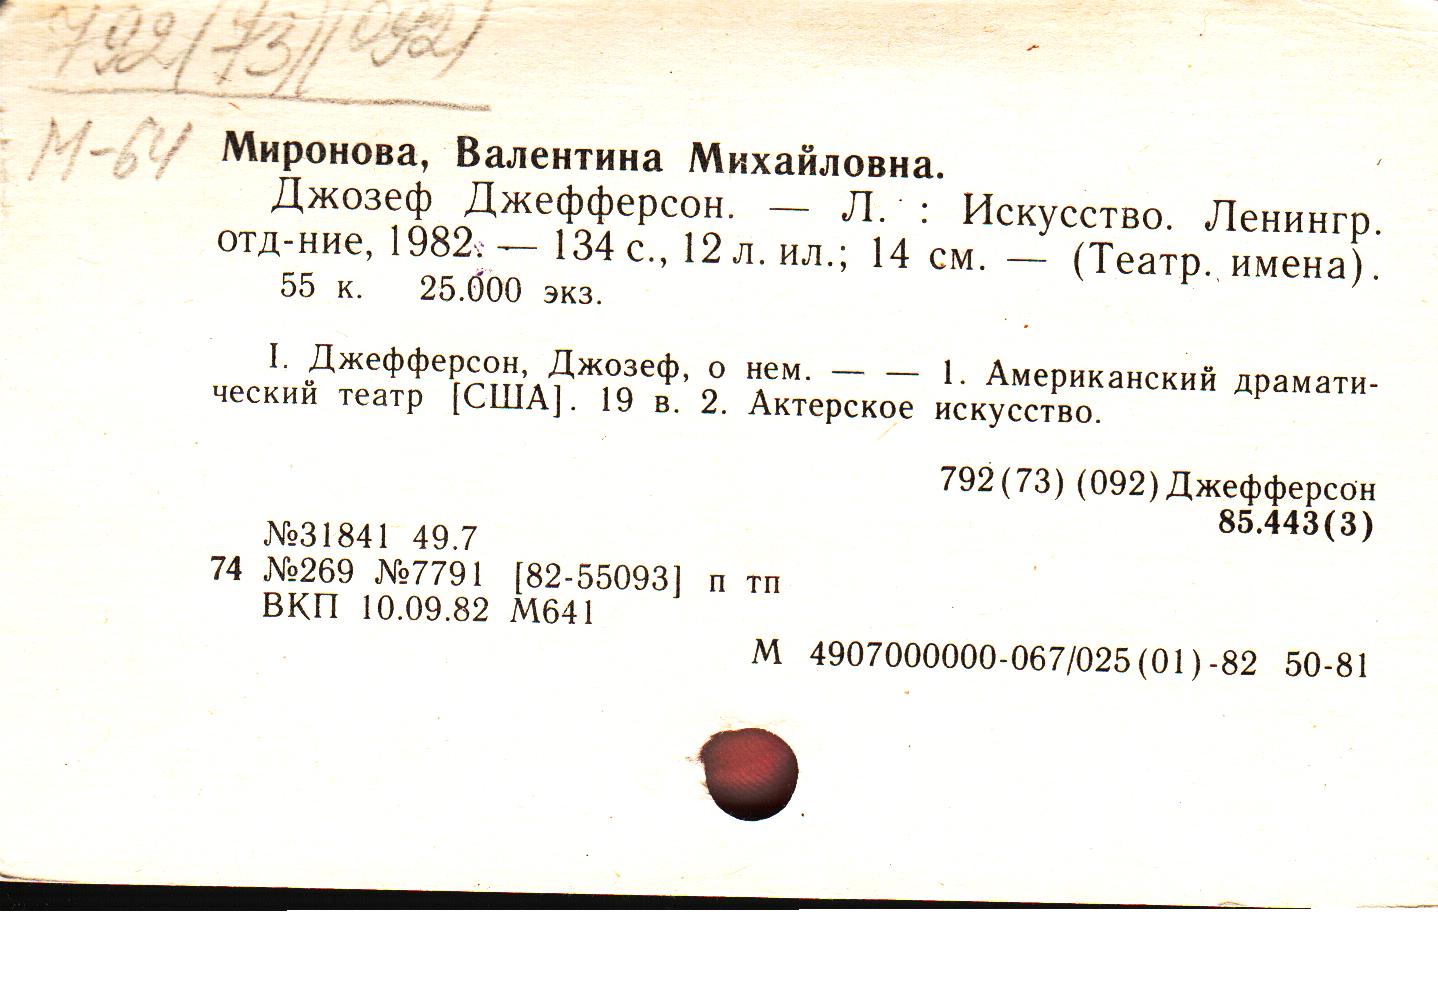 792(73)(092)
М-64
Миронова, Валентина Михайловна.
Джозеф Джефферсон. — Л. : Искусство. Ленингр.
отд-ние, 1982. — 134 с., 12 л. ил.; 14 см. — (Театр. имена).
55 к. 25.000 экз.
I. Джефферсон, Джозеф, о нем. — — 1. Американский драмати-
ческий театр [США]. 19 в. 2. Актерское искусство.
792(73) (092) Джефферсон
85.443(3)
№31841 49.7
74 №269 №7791 [82-55093] п тп
ВКП 10.09.82 М641
М 4907000000-067/025(01)-82 50-81